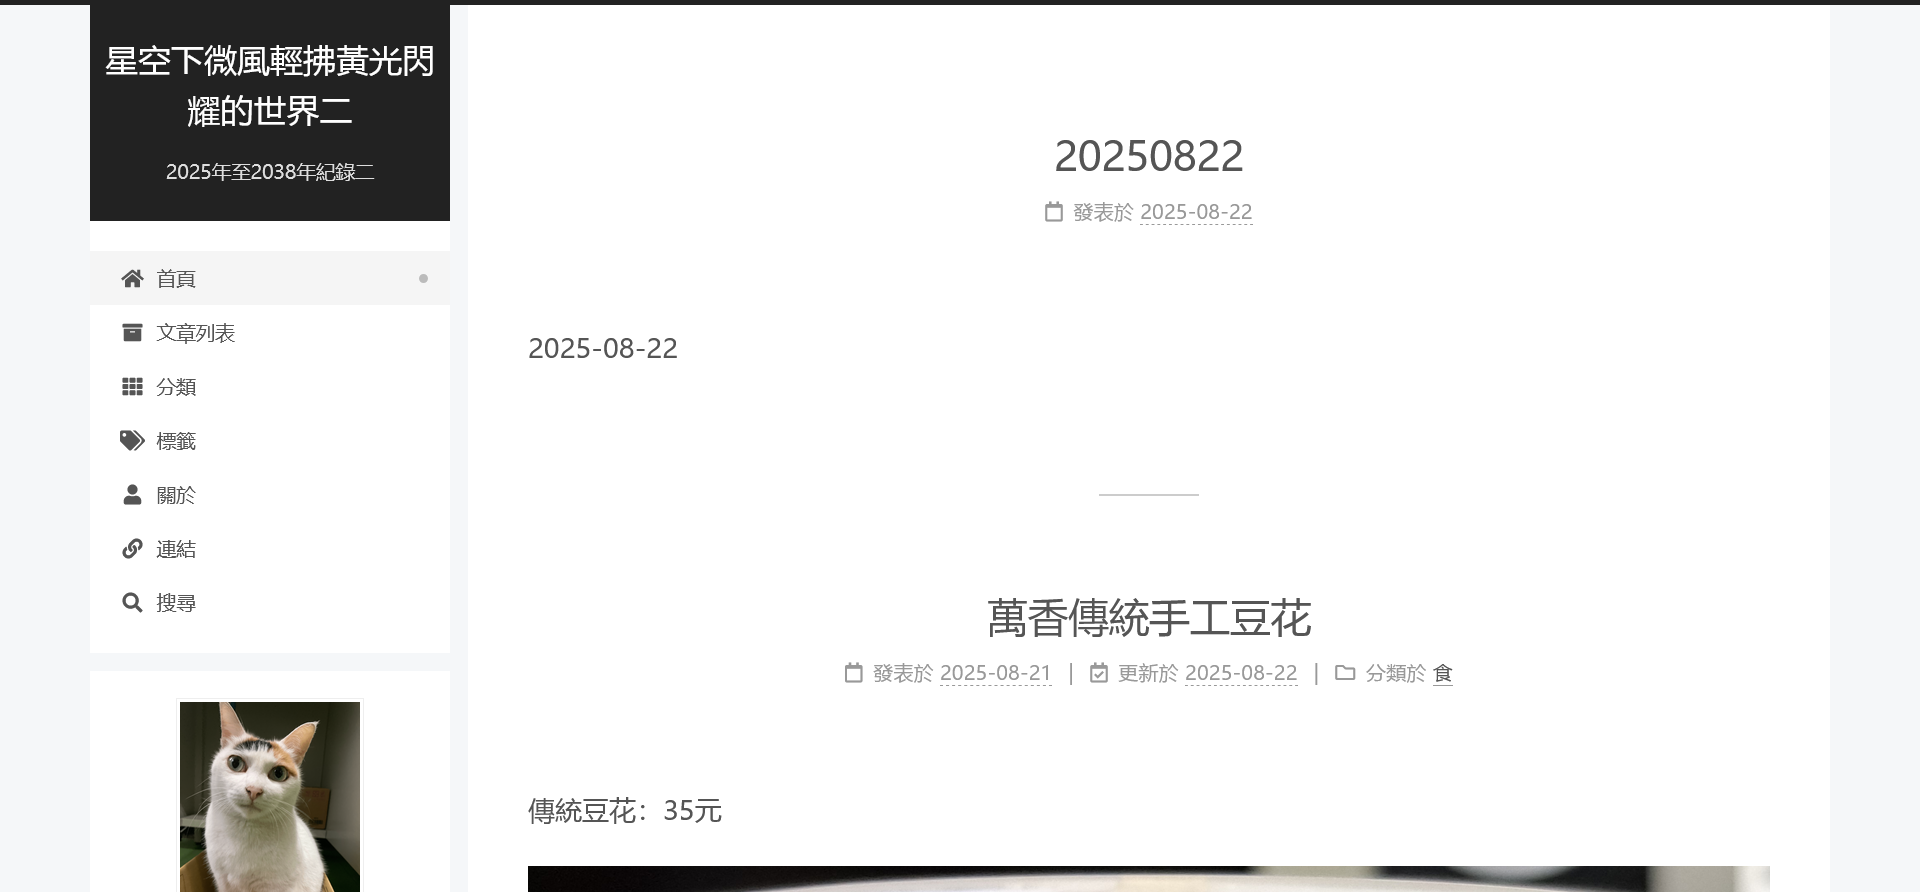 星空下微風輕拂黃光閃
耀的世界二
2025年至2038年紀錄二
首頁
文章列表
分類
標籤
關於
連結
搜尋
20250822
發表於 2025-08-22
2025-08-22
萬香傳統手工豆花
發表於 2025-08-21 | 更新於 2025-08-22 | 分類於 食
傳統豆花：35元